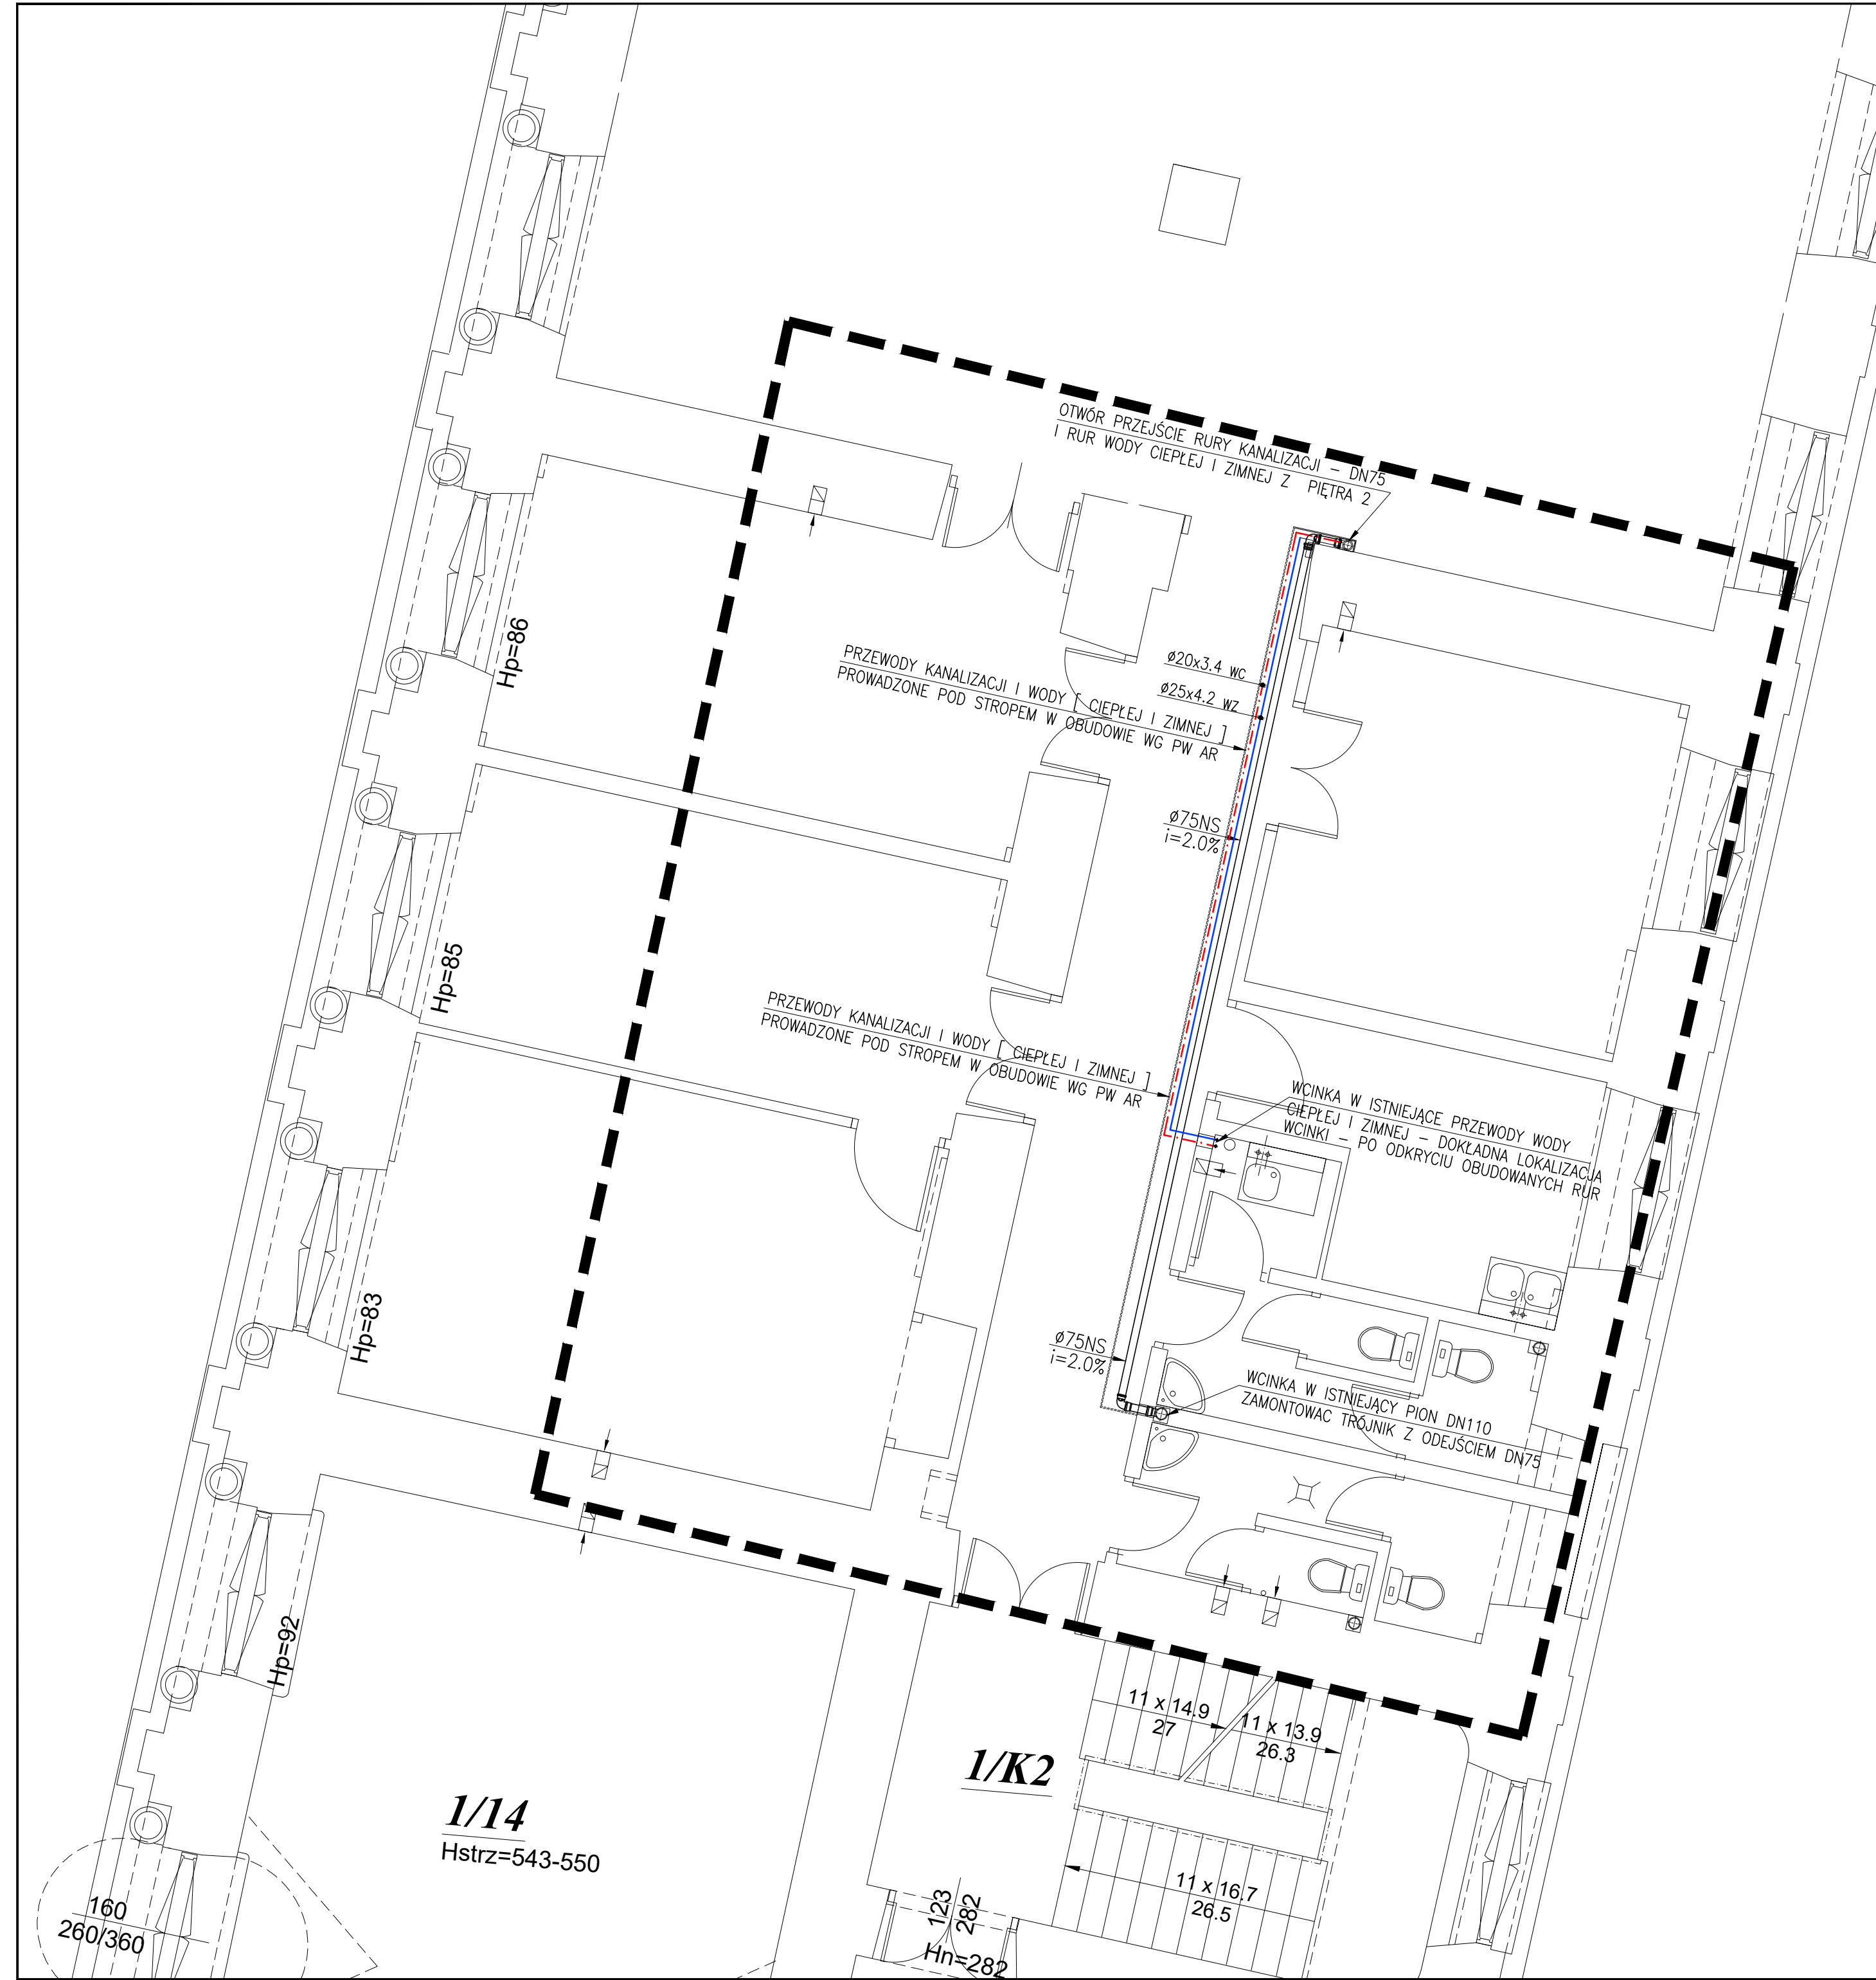 OTWÓR PRZEJŚCIE RURY KANALIZACJI – DN75
I RUR WODY CIEPŁEJ I ZIMNEJ Z PIĘTRA 2
Hp=86
PRZEWODY KANALIZACJI I WODY [ CIEPŁEJ I ZIMNEJ ]
PROWADZONE POD STROPEM W OBUDOWIE WG PW AR
ø20x3.4 WC
ø25x4.2 WZ
ø75NS
i=2.0%
Hp=85
PRZEWODY KANALIZACJI I WODY [ CIEPŁEJ I ZIMNEJ ]
PROWADZONE POD STROPEM W OBUDOWIE WG PW AR
WCINKA W ISTNIEJĄCE PRZEWODY WODY
CIEPŁEJ I ZIMNEJ – DOKŁADNA LOKALIZACJA
WCINKI – PO ODKRYCIU OBUDOWANYCH RUR
Hp=83
ø75NS
i=2.0%
WCINKA W ISTNIEJĄCY PION DN110
ZAMONTOWAC TRÓJNIK Z ODEJŚCIEM DN75
Hp=92
11 x 14.9
27
11 x 13.9
26.3
1/K2
1/14
Hstrz=543-550
11 x 16.7
26.5
160
260/360
123
282
Hn=282